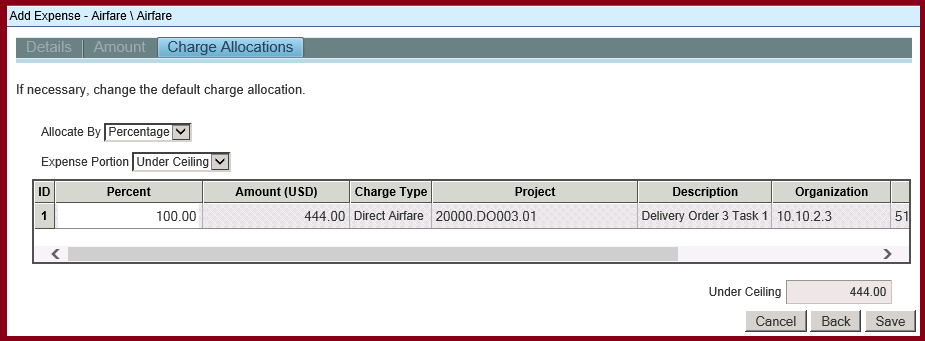 Add Expense - Airfare \ Airfare
Details Amount Charge Allocations
If necessary, change the default charge allocation.
Allocate By Percentage
Expense Portion Under Ceiling
ID Percent Amount (USD) Charge Type Project Description Organization
1 100.00 444.00 Direct Airfare 20000.DO003.01 Delivery Order 3 Task 1 10.10.2.3 51
Under Ceiling 444.00
Cancel Back Save